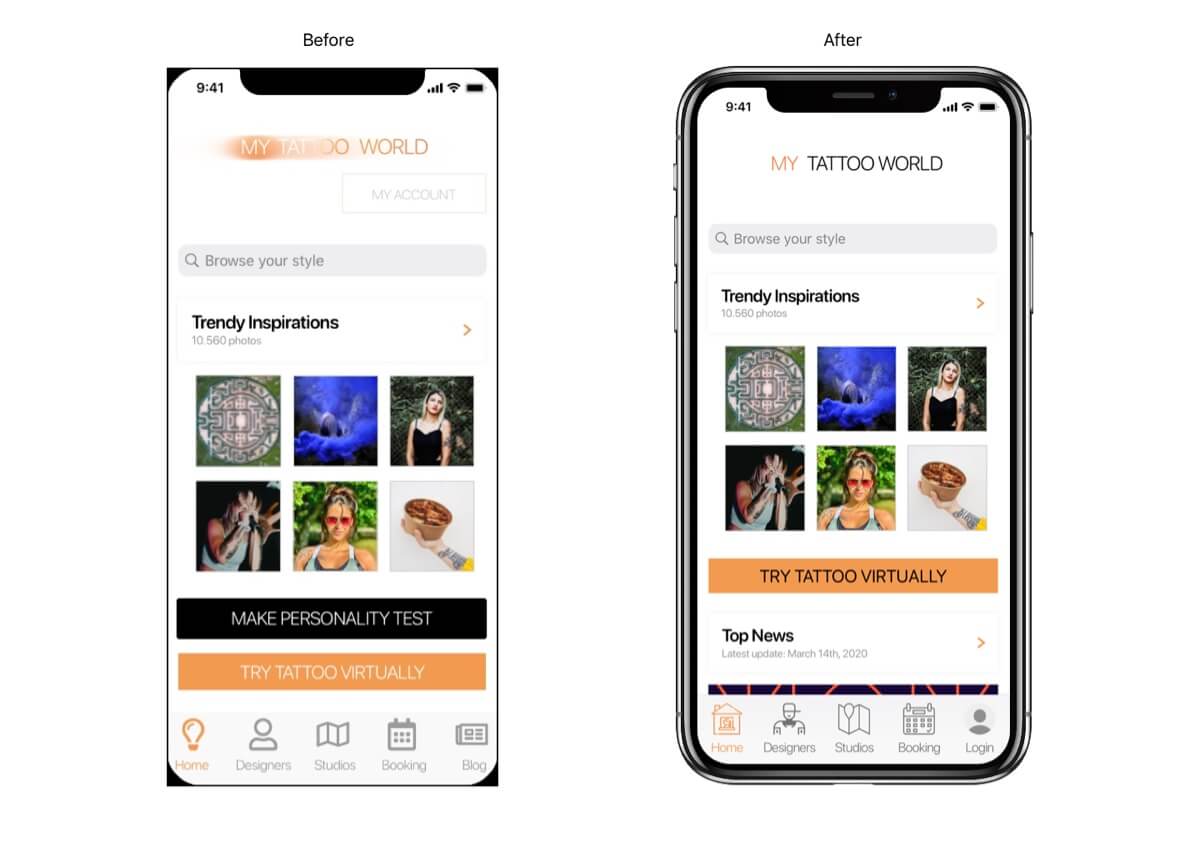 Before
9:41
MY TATTOO WORLD
MY ACCOUNT
Browse your style
Trendy Inspirations
10.560 photos
MAKE PERSONALITY TEST
TRY TATTOO VIRTUALLY
Home Designers Studios Booking Blog
After
9:41
MY TATTOO WORLD
Browse your style
Trendy Inspirations
10.560 photos
TRY TATTOO VIRTUALLY
Top News
Latest update: March 14th, 2020
Home Designers Studios Booking Login